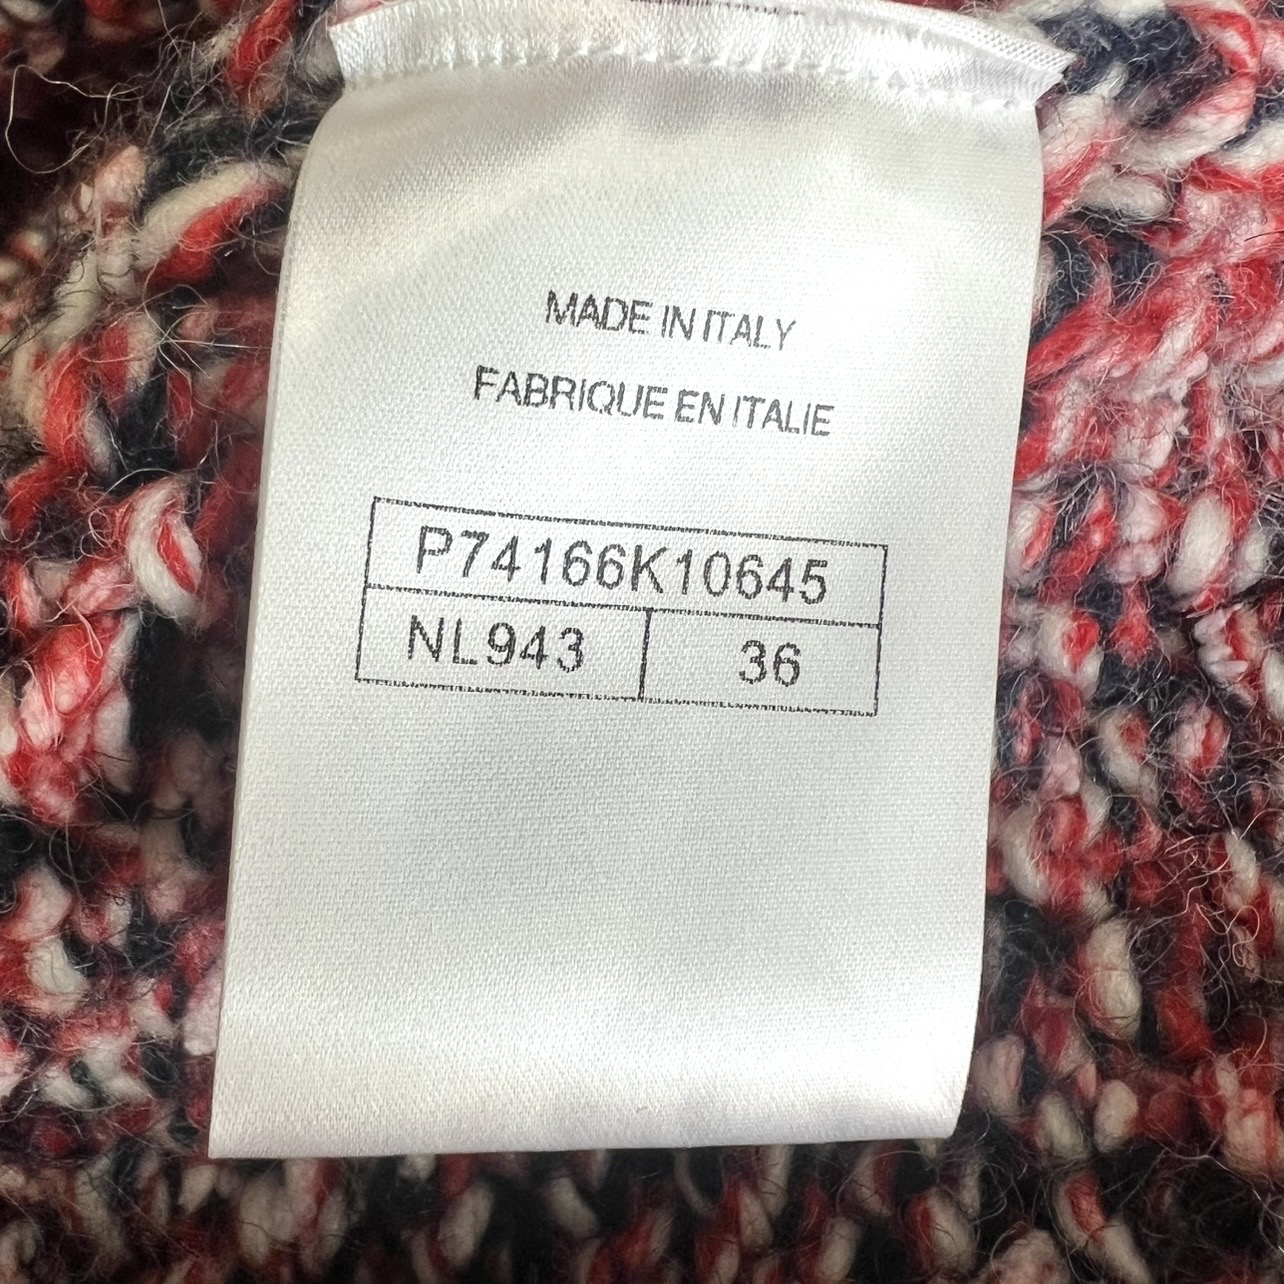 MADE IN ITALY
FABRIQUE EN ITALIE
P74166K10645
NL943 36